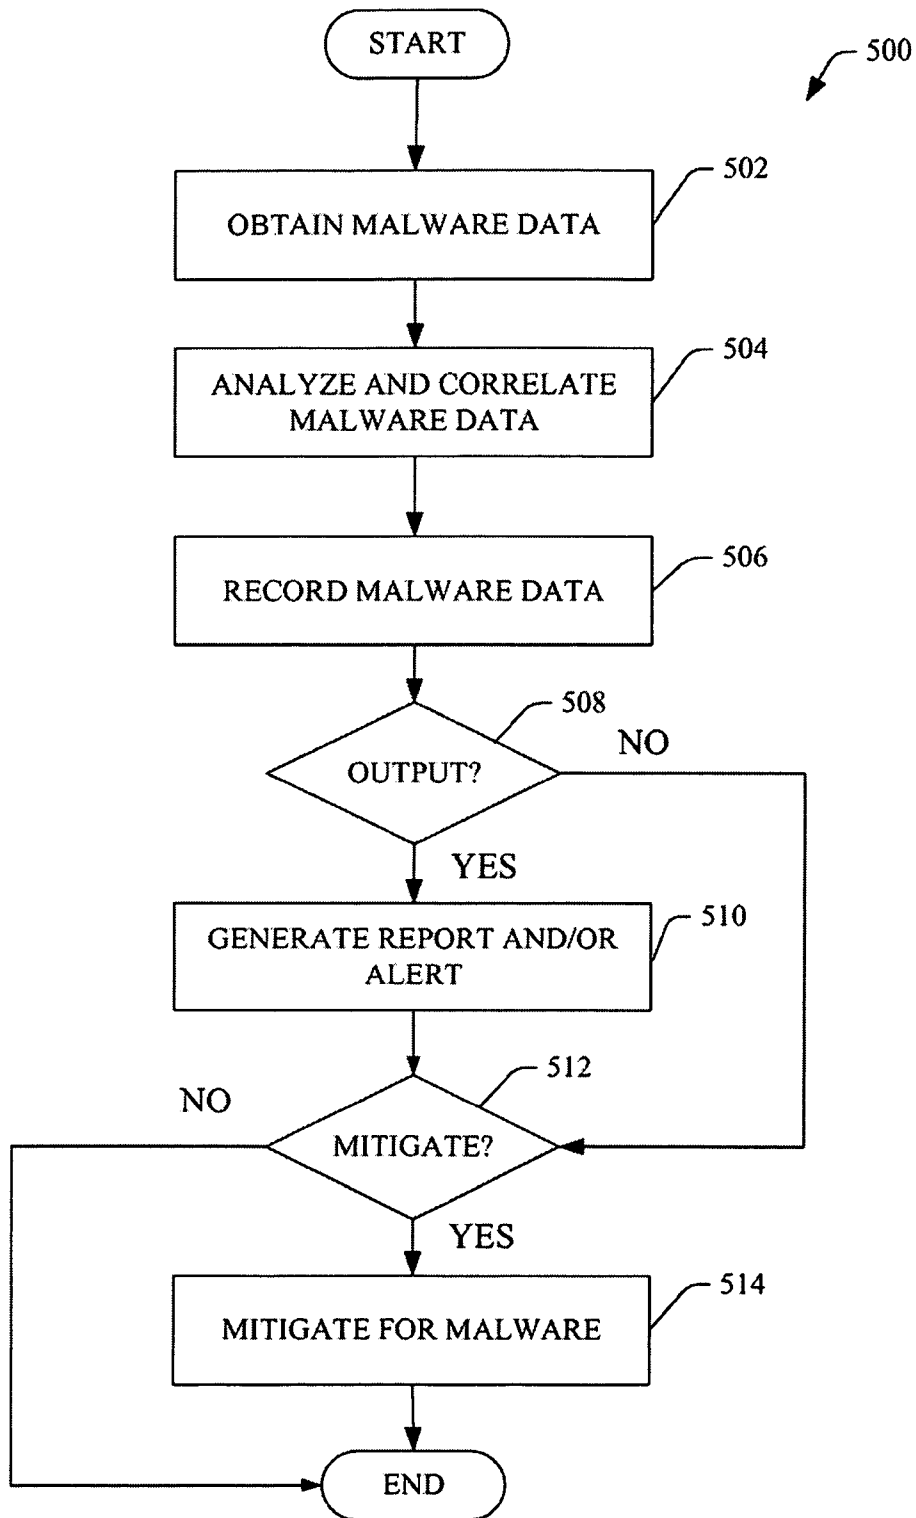 START
500
502
OBTAIN MALWARE DATA
504
ANALYZE AND CORRELATE
MALWARE DATA
506
RECORD MALWARE DATA
508
OUTPUT?
NO
YES
510
GENERATE REPORT AND/OR
ALERT
512
NO
MITIGATE?
YES
514
MITIGATE FOR MALWARE
END